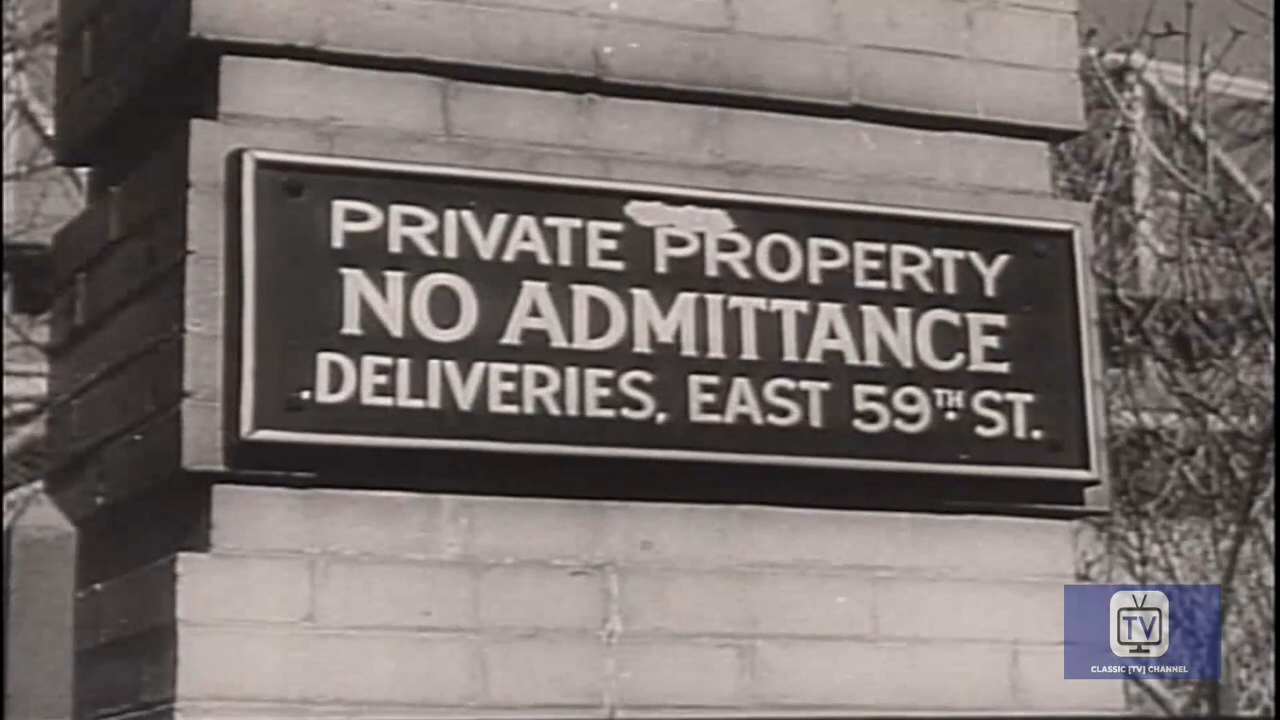 PRIVATE PROPERTY
NO ADMITTANCE
.DELIVERIES, EAST 59TH ST.
TV
CLASSIC [TV] CHANNEL